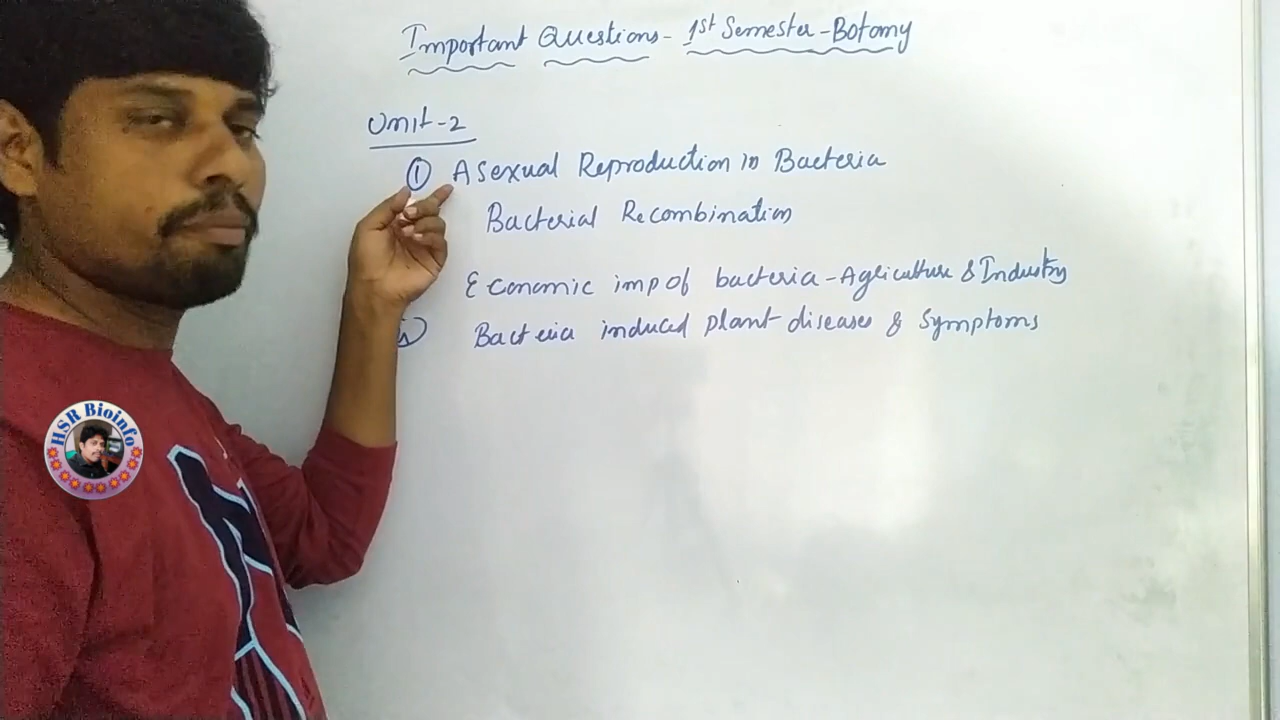 Important Questions - 1st Semester - Botomy
Unit-2
① Asexual Reproduction in Bacteria
Bacterial Recombination
Economic imp of bacteria - Agriculture & Industry
Bacteria induced plant diseases & Symptoms
HSR Bioinfo